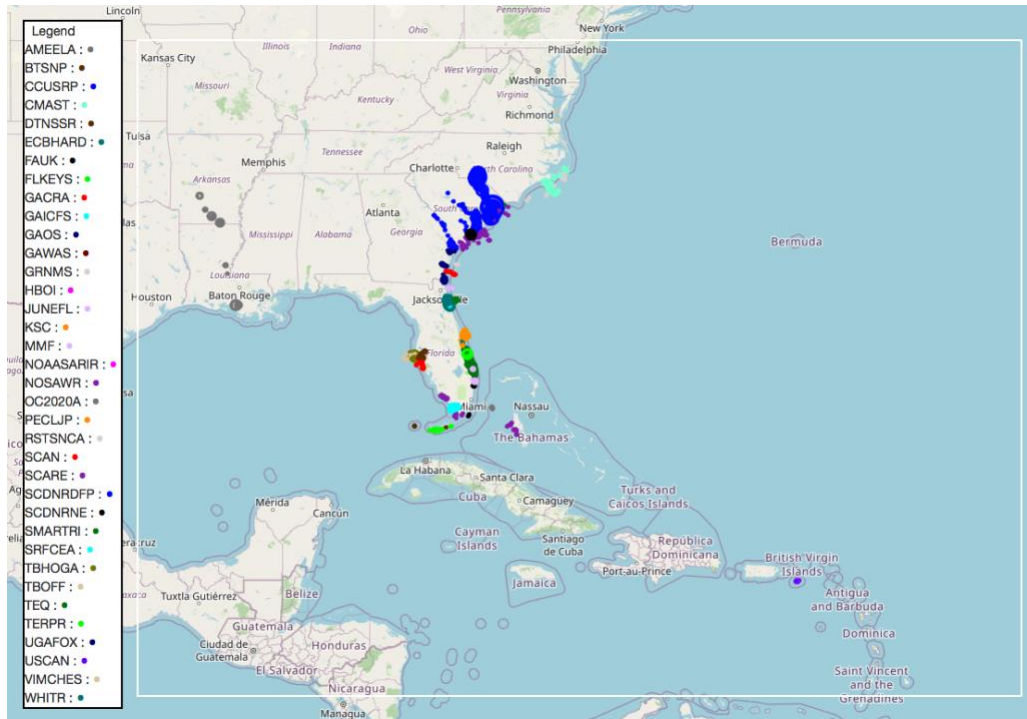 Legend
AMEELA :
BTSNP :
CCUSRP :
CMAST :
DTNSSR :
ECBHARD :
FAUK :
FLKEYS :
GACRA :
GAICFS :
GAOS :
GAWAS :
GRNMS :
HBOI :
JUNEFL :
KSC :
MMF :
NOAASARIR :
NOSAWR :
OC2020A :
PECLJP :
RSTSNCA :
SCAN :
SCARE :
SCDNRDFP :
SCDNRNE :
SMARTRI :
SRFCEA :
TBHOGA :
TBOFF :
TEQ :
TERPR :
UGAFOX :
USCAN :
VIMCHES :
WHITR :
Lincoln
Pennsylvania
Ohio
New York
Illinois
Indiana
Philadelphia
Kansas City
West Virginia
Washington
Missouri
Virginia
Kentucky
Richmond
Tulsa
Raleigh
Tennessee
Memphis
Charlotte
Arkansas
Atlanta
Mississippi
Alabama
Georgia
Bermuda
Louisiana
Houston
Baton Rouge
Florida
Miami
Nassau
The Bahamas
La Habana
Santa Clara
Cuba
Camaguey
Turks and
Caicos Islands
Mérida
Cancún
Cayman
Islands
Santiago
de Cuba
República
Dominicana
Port-au-Prince
British Virgin
Islands
Jamaica
Belize
Antigua
and Barbuda
Tuxtla Gutiérrez
Guatemala
Honduras
Dominica
Ciudad de
Guatemala
El Salvador
Nicaragua
Saint Vincent
and the
Grenadines
Managua